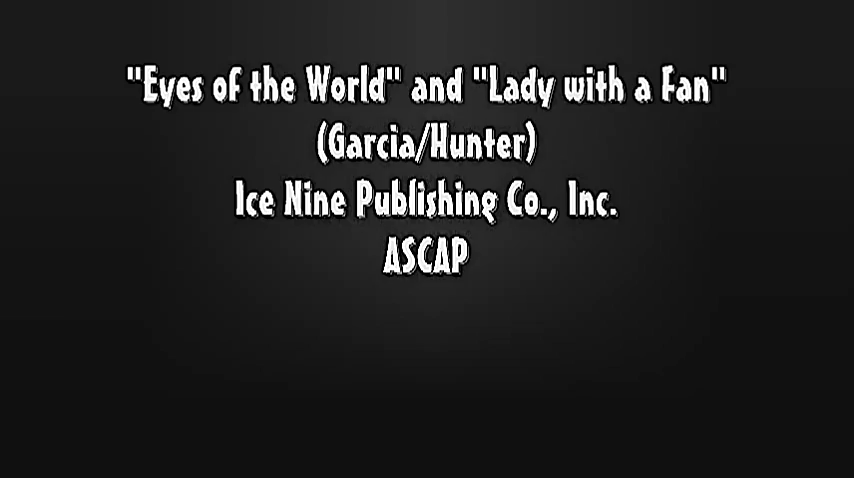 "Eyes of the World" and "Lady with a Fan"
(Garcia/Hunter)
Ice Nine Publishing Co., Inc.
ASCAP